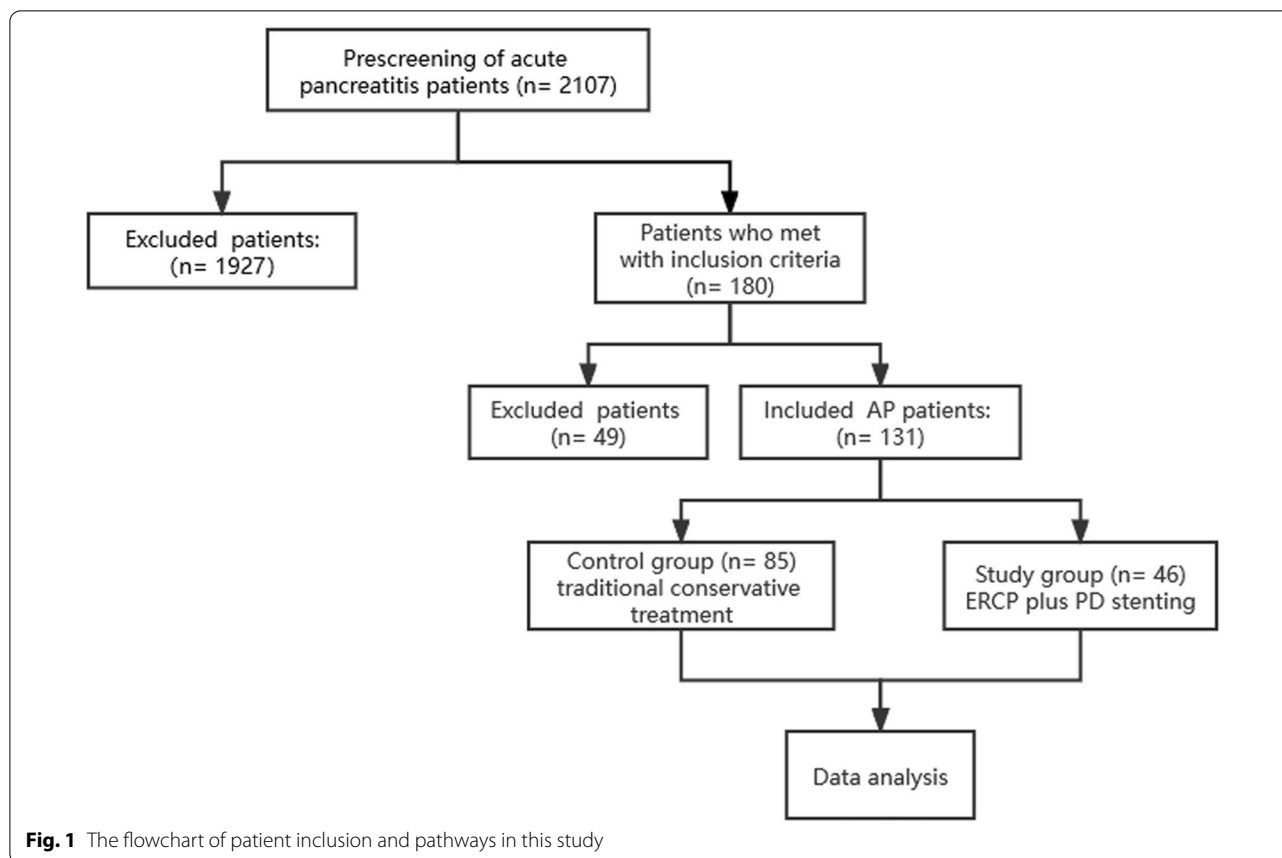 Prescreening of acute
pancreatitis patients (n= 2107)
Excluded patients:
(n= 1927)
Patients who met
with inclusion criteria
(n= 180)
Excluded patients
(n= 49)
Included AP patients:
(n= 131)
Control group (n= 85)
traditional conservative
treatment
Study group (n= 46)
ERCP plus PD stenting
Data analysis
Fig. 1 The flowchart of patient inclusion and pathways in this study